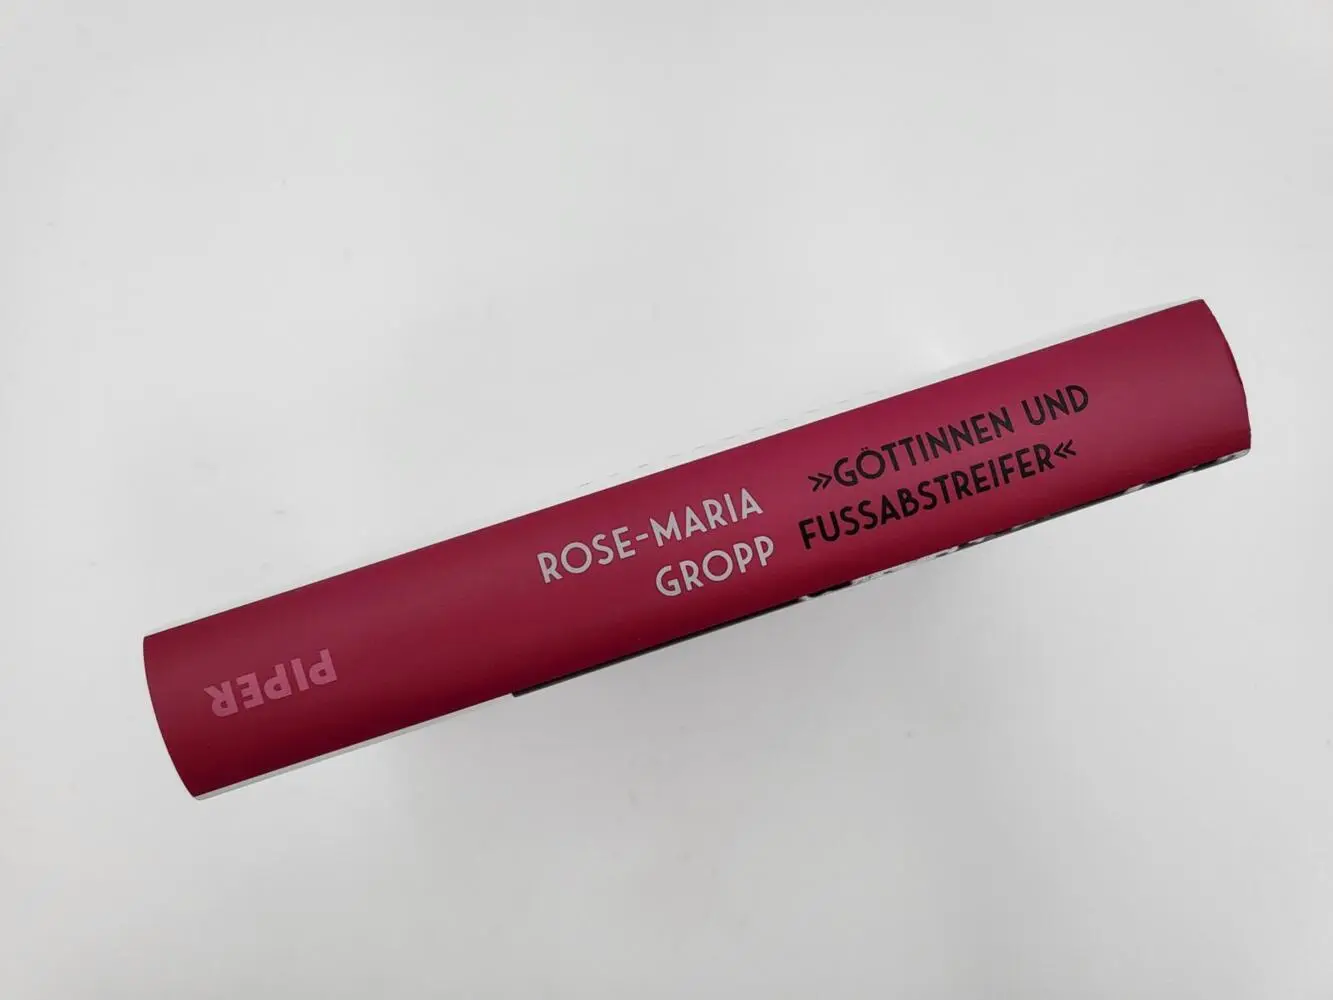 ROSE-MARIA
GROPP
»GÖTTINNEN UND
FUSSABSTREIFER«
PIPER